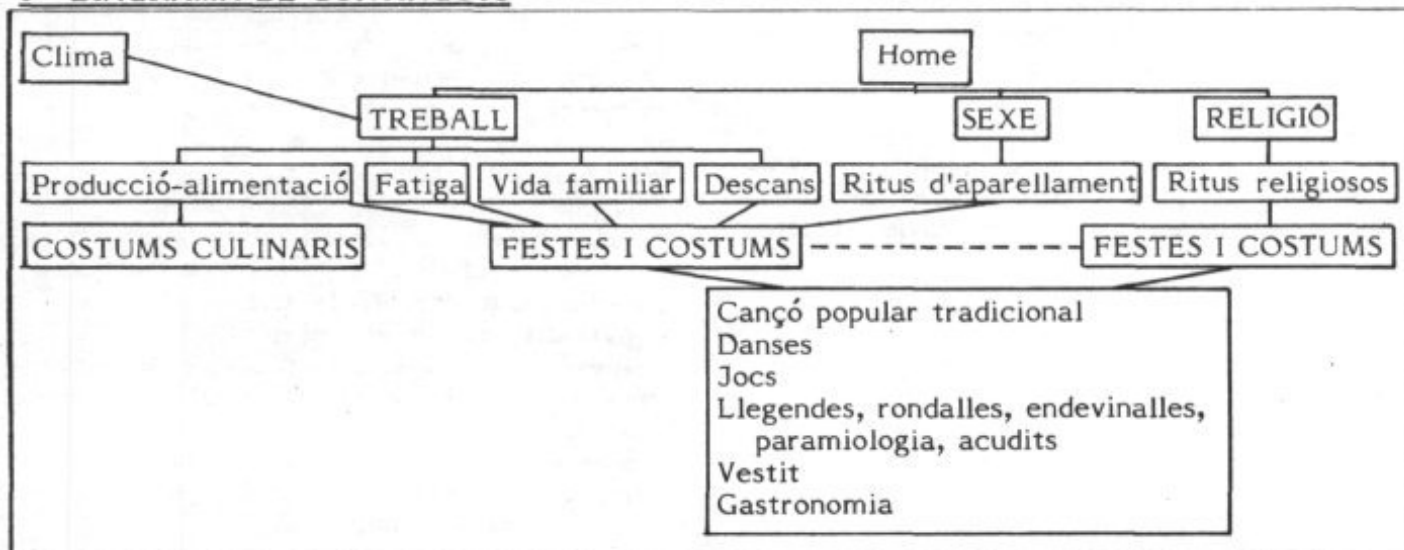 Clima
Home
TREBALL
SEXE
RELIGIÓ
Producció-alimentació
Fatiga
Vida familiar
Descans
Ritus d'aparellament
Ritus religiosos
COSTUMS CULINARIS
FESTES I COSTUMS
FESTES I COSTUMS
Cançó popular tradicional
Danses
Jocs
Llegendes, rondalles, endevinalles,
paramiologia, acudits
Vestit
Gastronomia